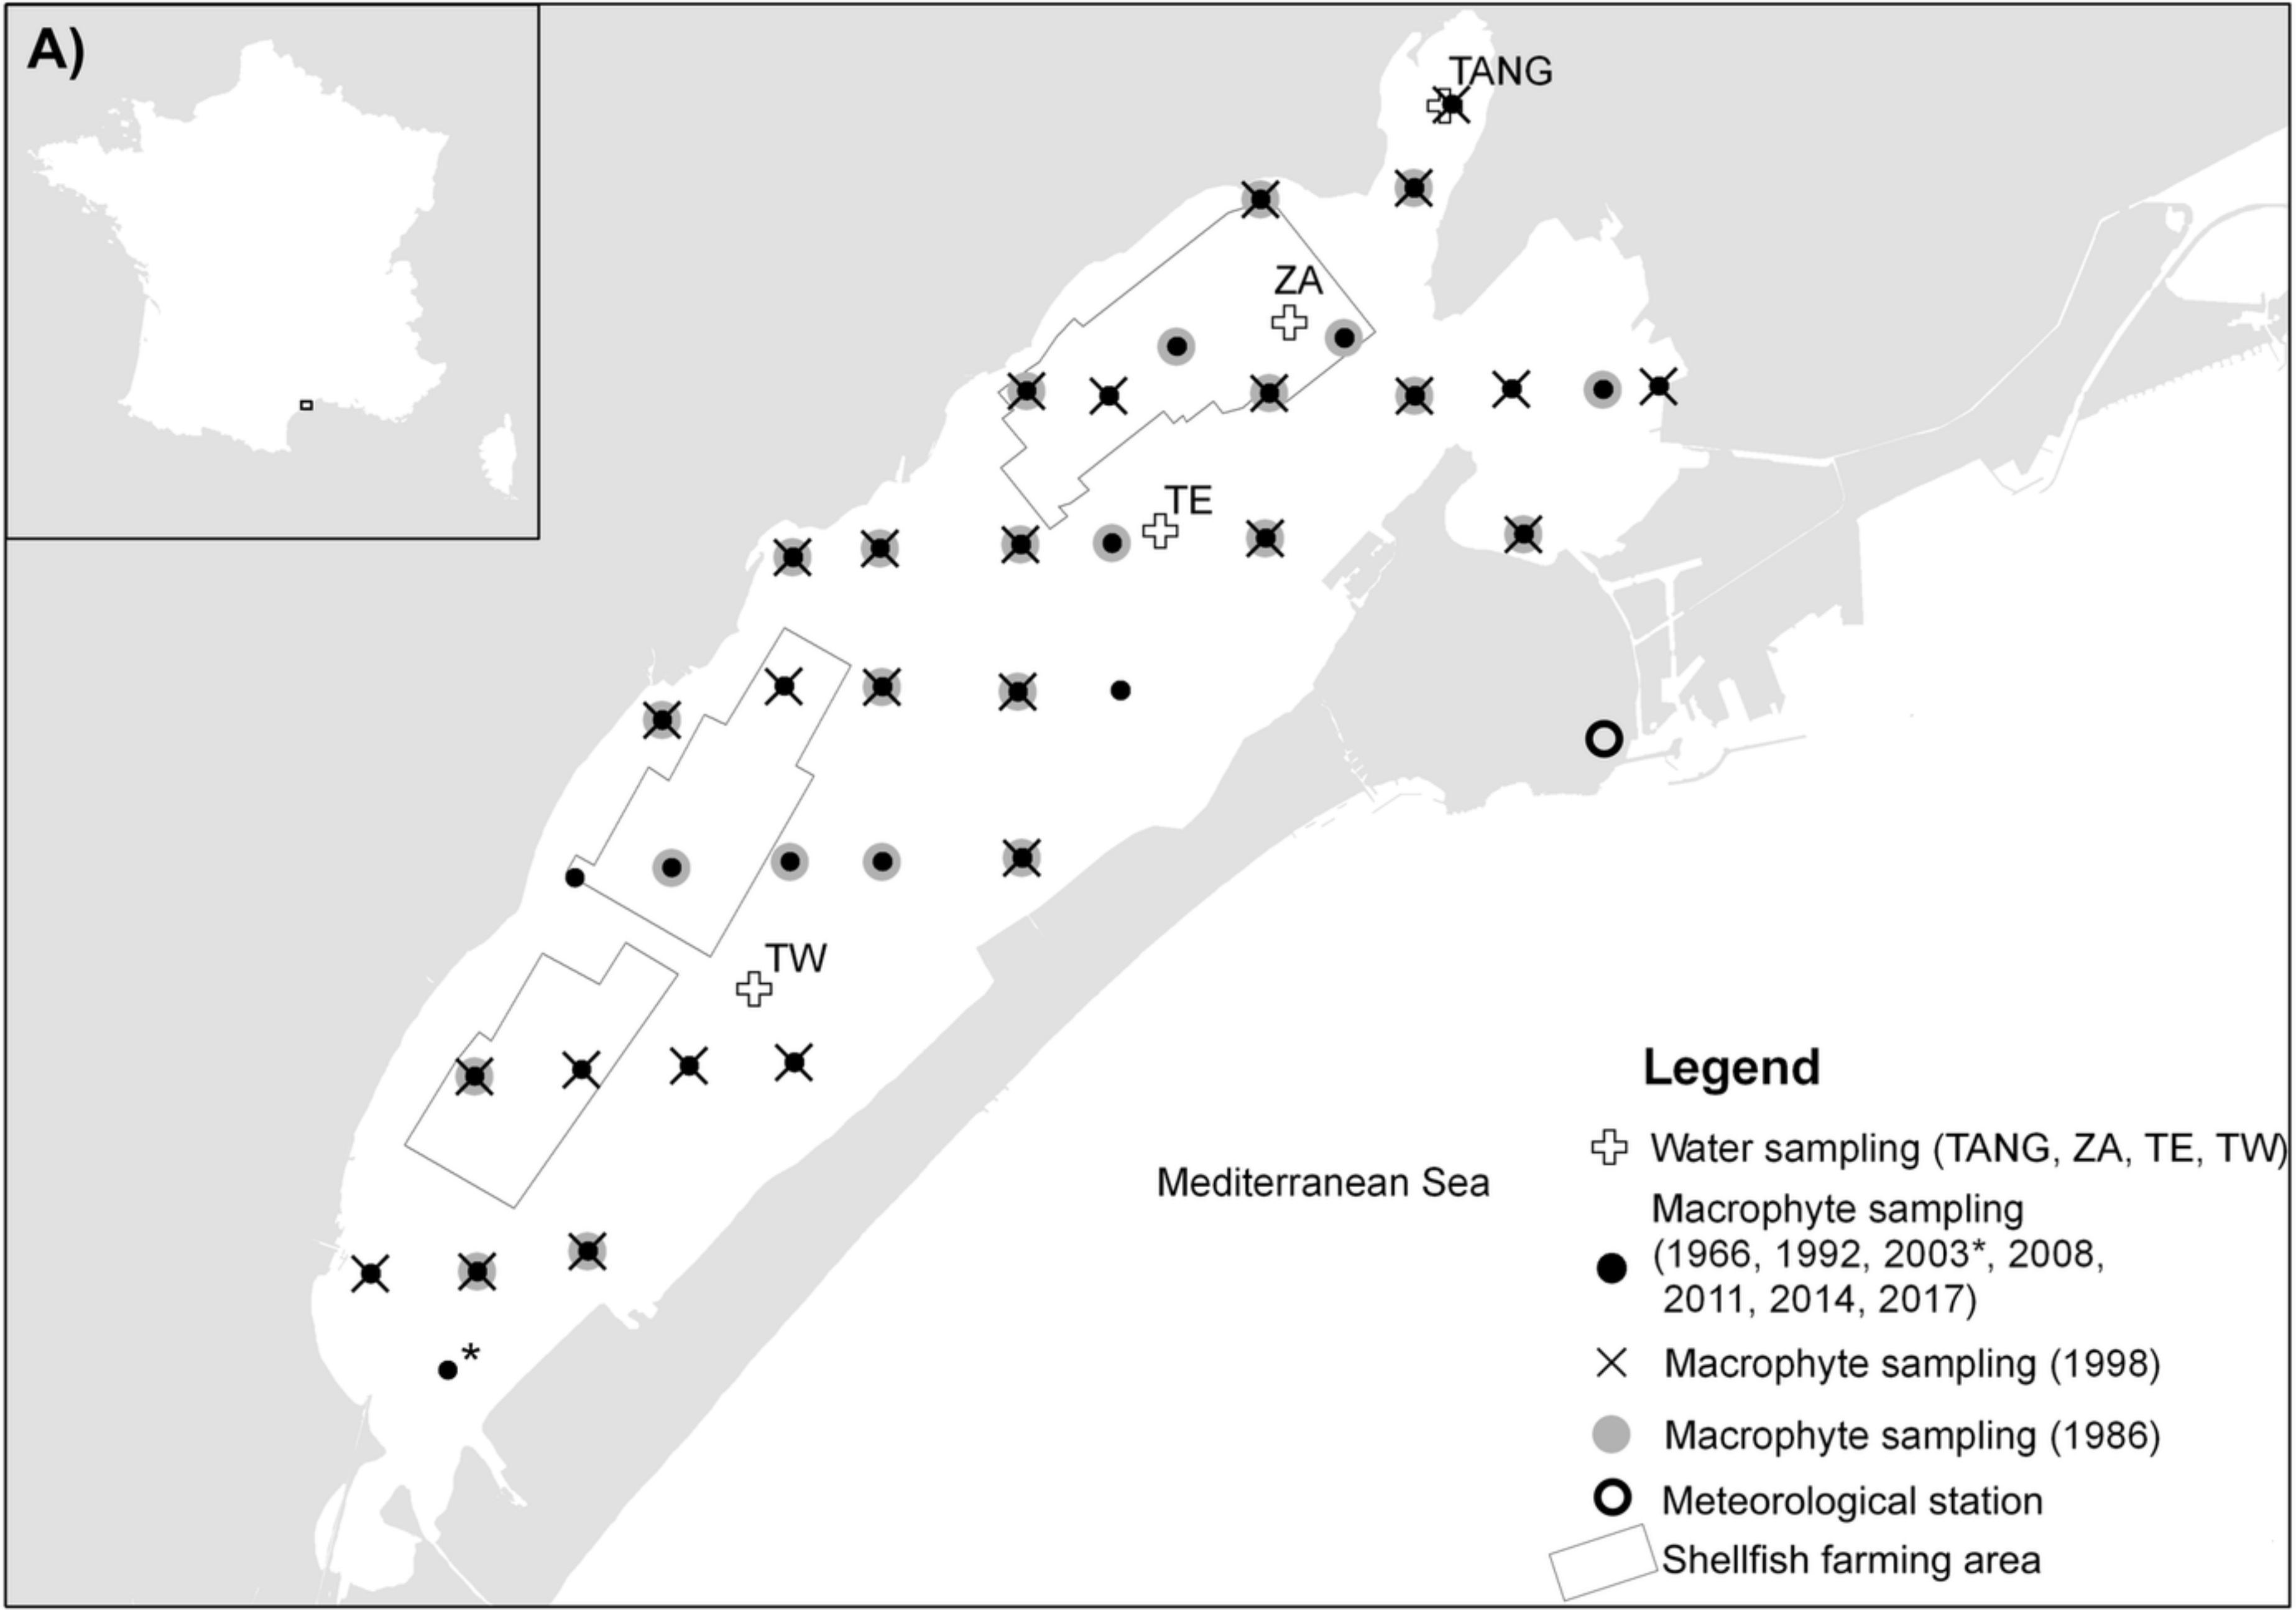 A)
TANG
ZA
TE
TW
*
Mediterranean Sea
Legend
Water sampling (TANG, ZA, TE, TW)
Macrophyte sampling
(1966, 1992, 2003*, 2008,
2011, 2014, 2017)
Macrophyte sampling (1998)
Macrophyte sampling (1986)
Meteorological station
Shellfish farming area